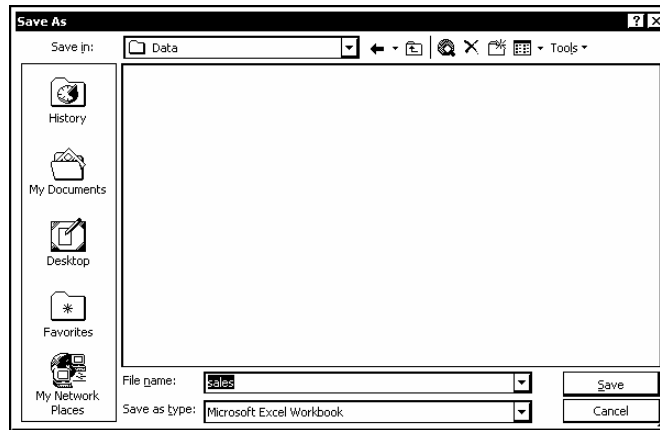 Save As
Save in:
Data
Tools
History
My Documents
Desktop
Favorites
My Network
Places
File name:
sales
Save
Save as type:
Microsoft Excel Workbook
Cancel